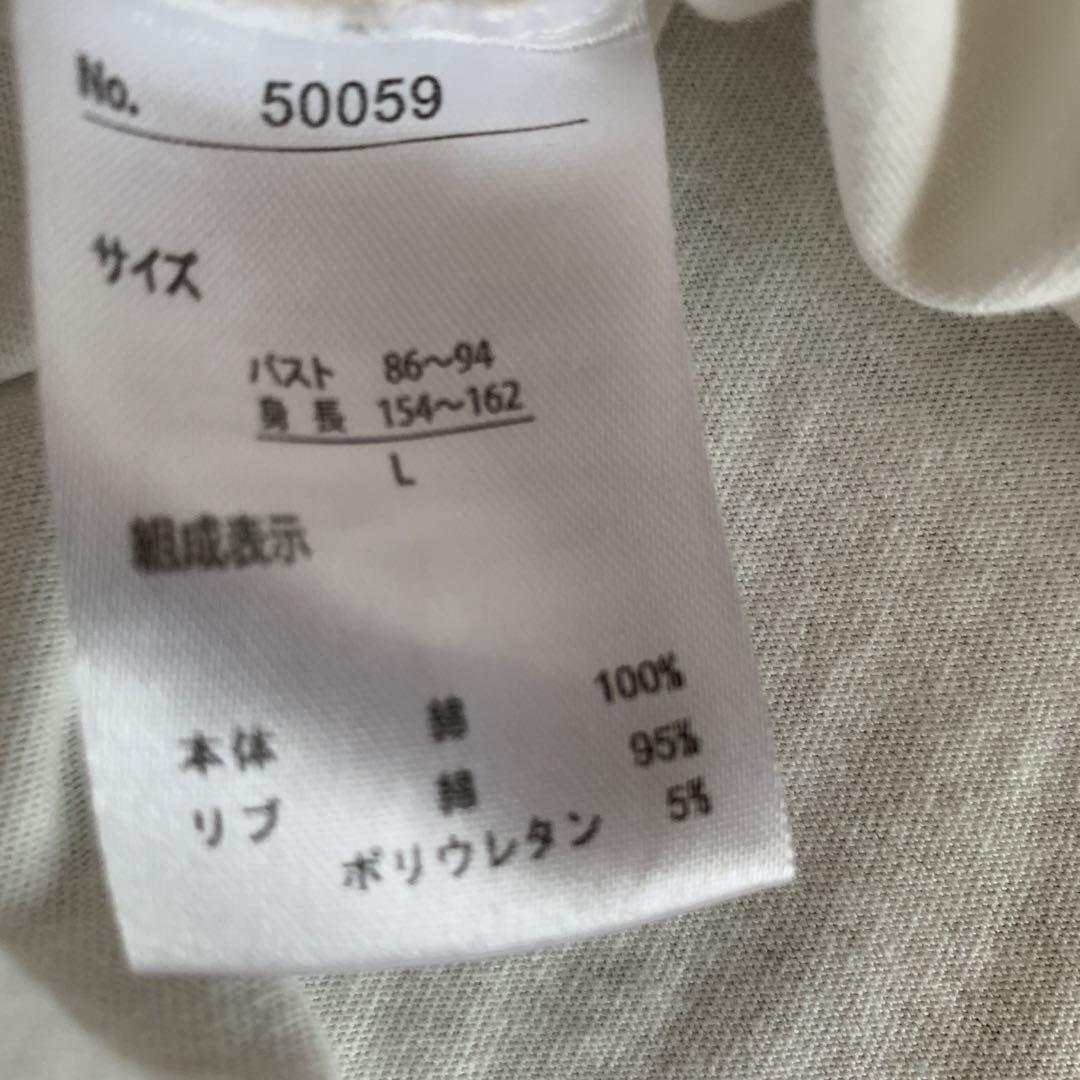 No. 50059
サイズ
バスト 86～94
身長 154～162
L
組成表示
本体 綿 100%
リブ 綿 95%
ポリウレタン 5%